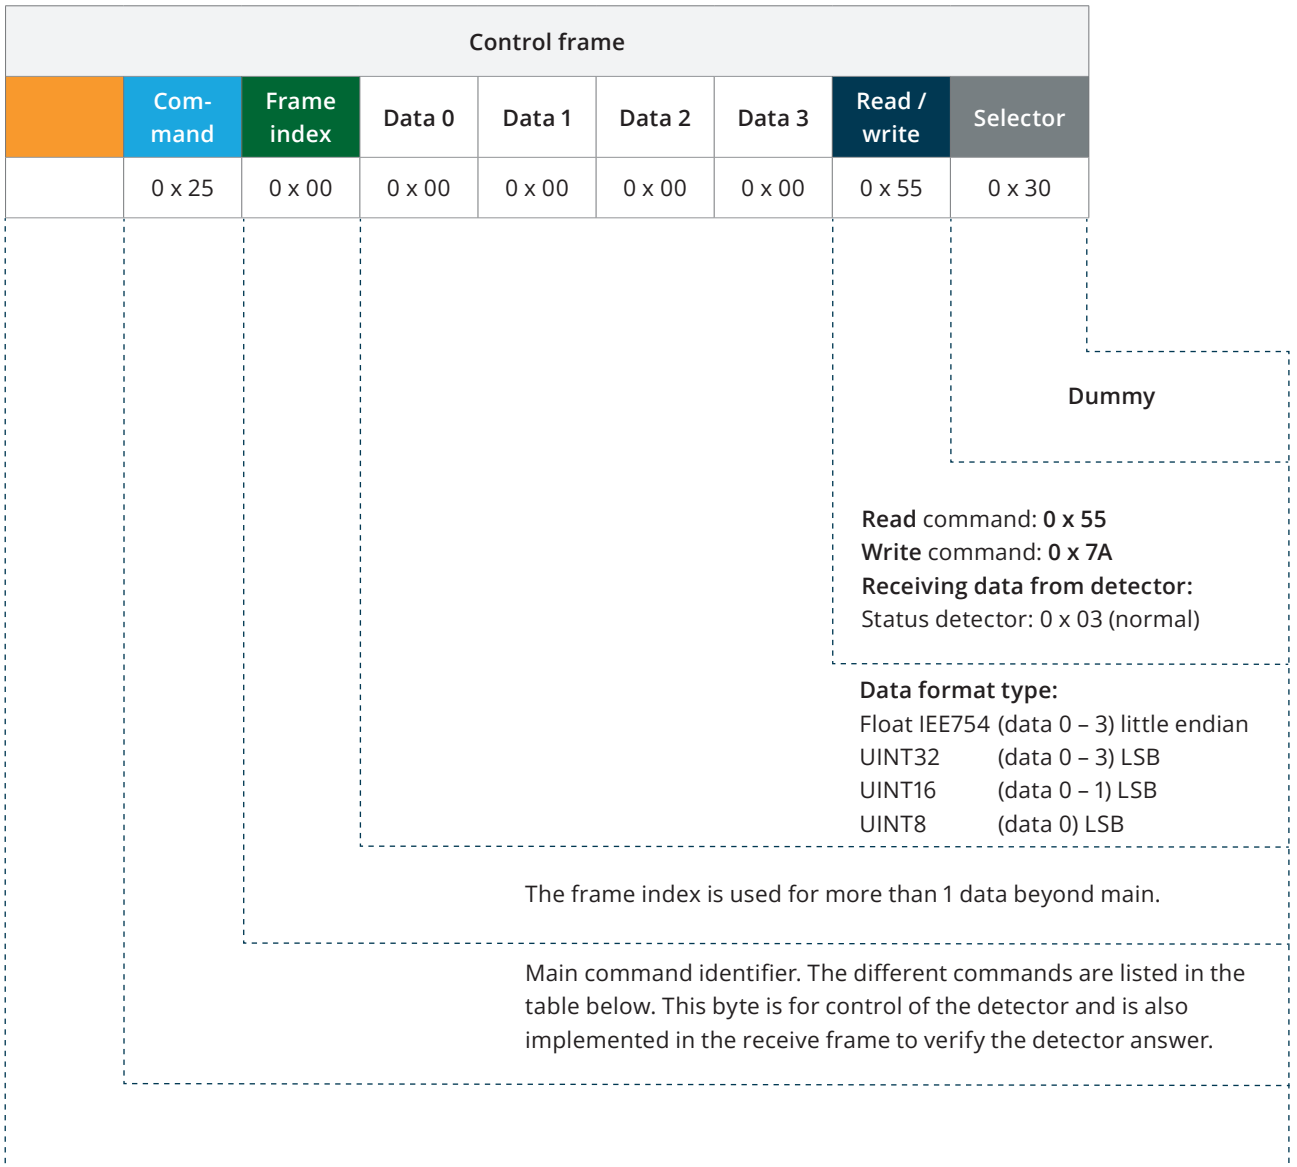 Control frame
Com-
mand
Frame
index
Data 0
Data 1
Data 2
Data 3
Read /
write
Selector
0 x 25
0 x 00
0 x 00
0 x 00
0 x 00
0 x 00
0 x 55
0 x 30
Dummy
Read command: 0 x 55
Write command: 0 x 7A
Receiving data from detector:
Status detector: 0 x 03 (normal)
Data format type:
Float IEE754 (data 0 – 3) little endian
UINT32 (data 0 – 3) LSB
UINT16 (data 0 – 1) LSB
UINT8 (data 0) LSB
The frame index is used for more than 1 data beyond main.
Main command identifier. The different commands are listed in the
table below. This byte is for control of the detector and is also
implemented in the receive frame to verify the detector answer.